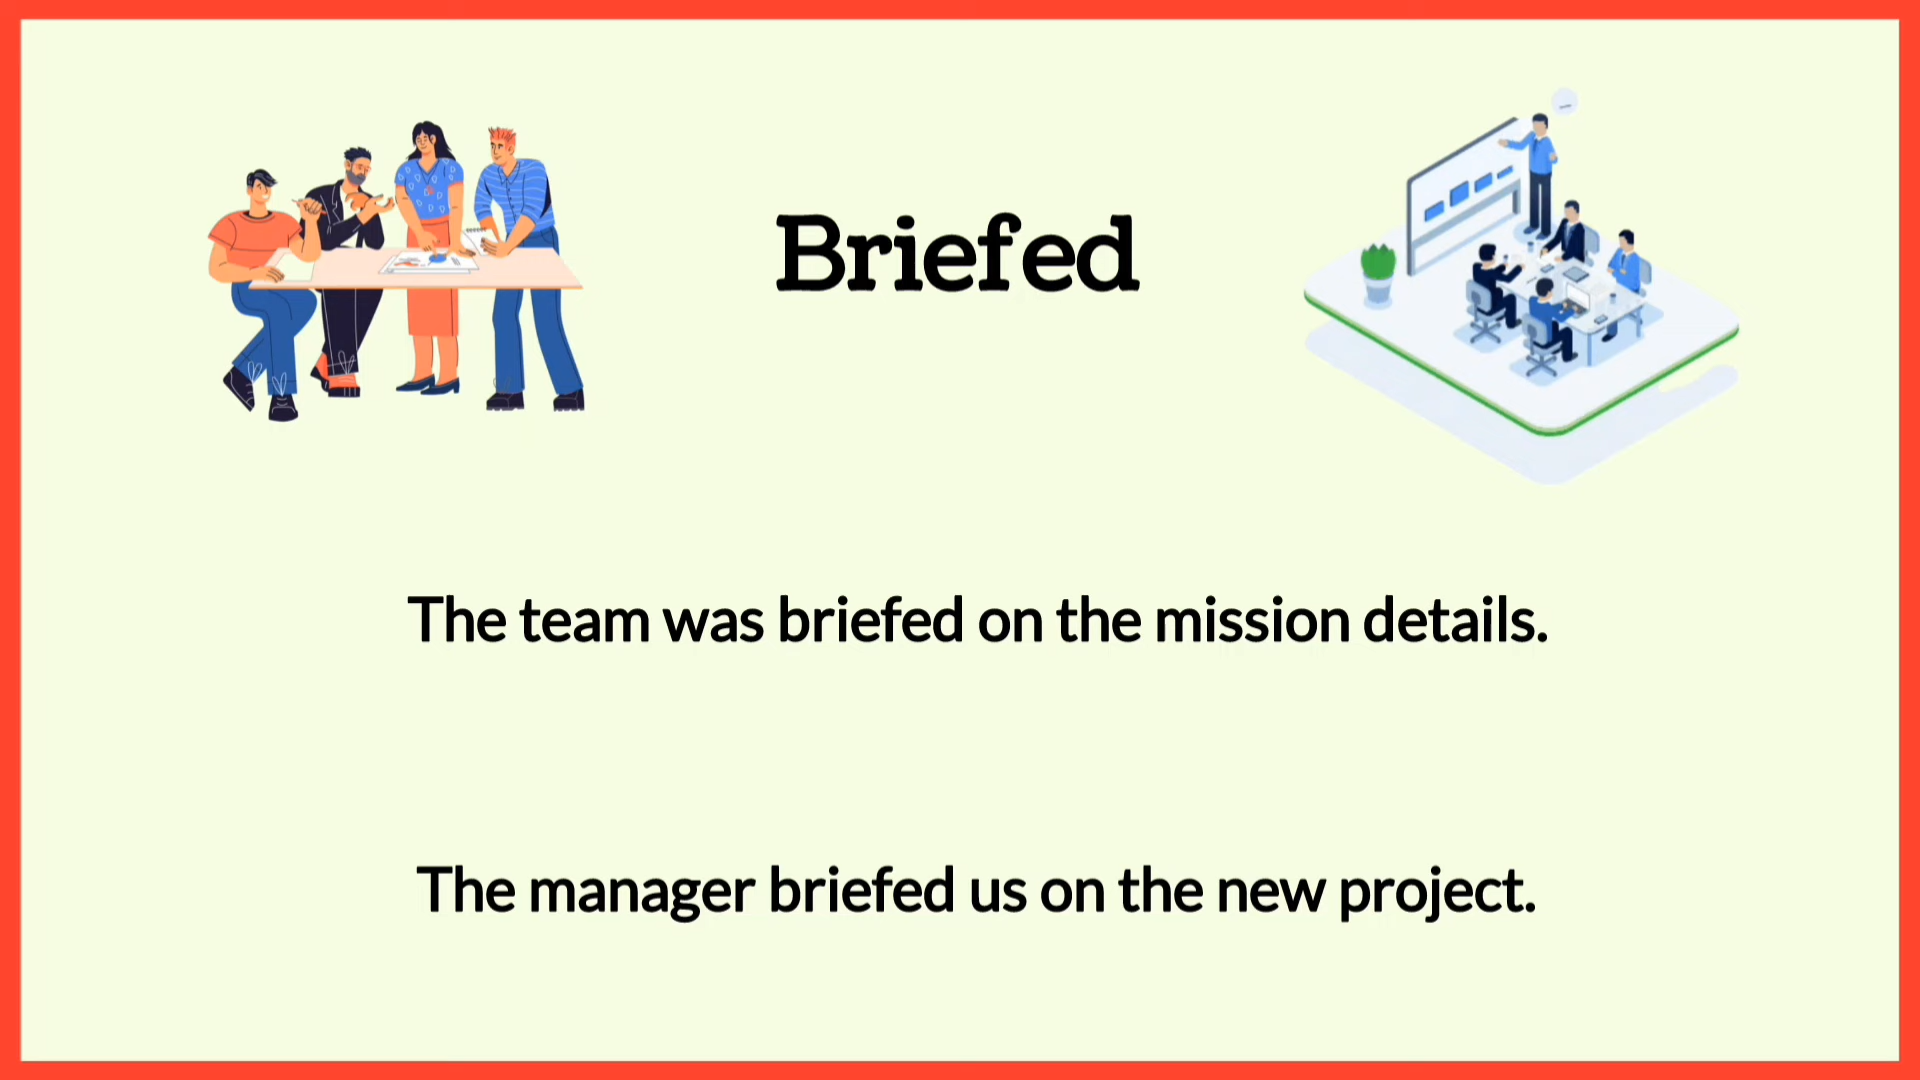 Briefed
The team was briefed on the mission details.
The manager briefed us on the new project.